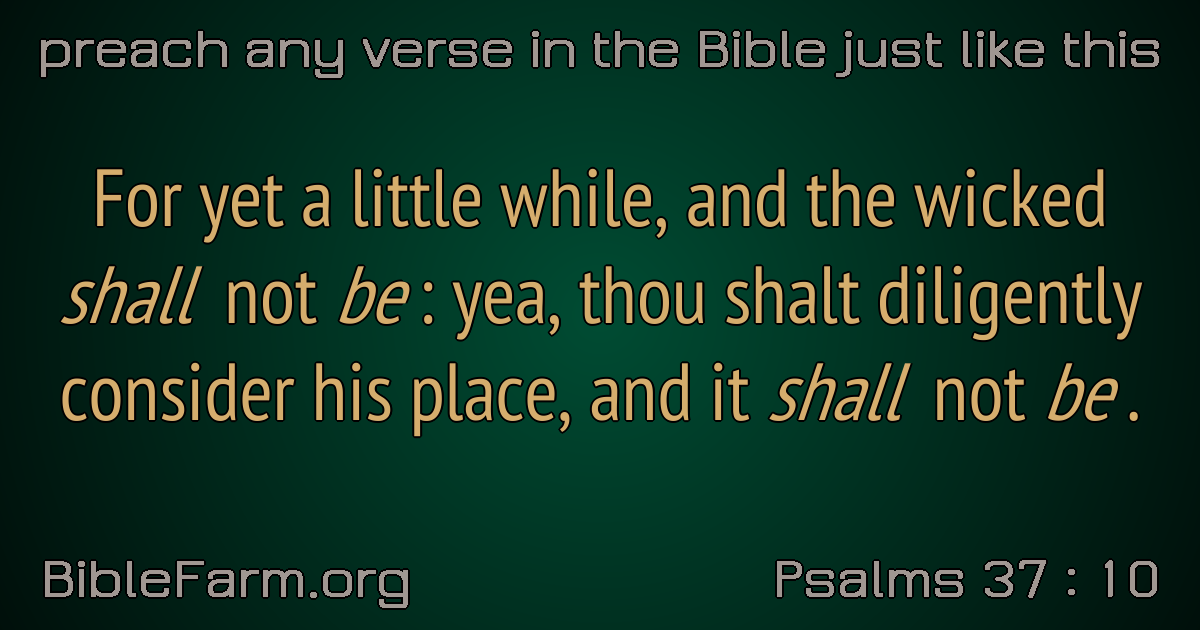 preach any verse in the Bible just like this
For yet a little while, and the wicked
shall not be: yea, thou shalt diligently
consider his place, and it shall not be.
BibleFarm.org
Psalms 37 : 10